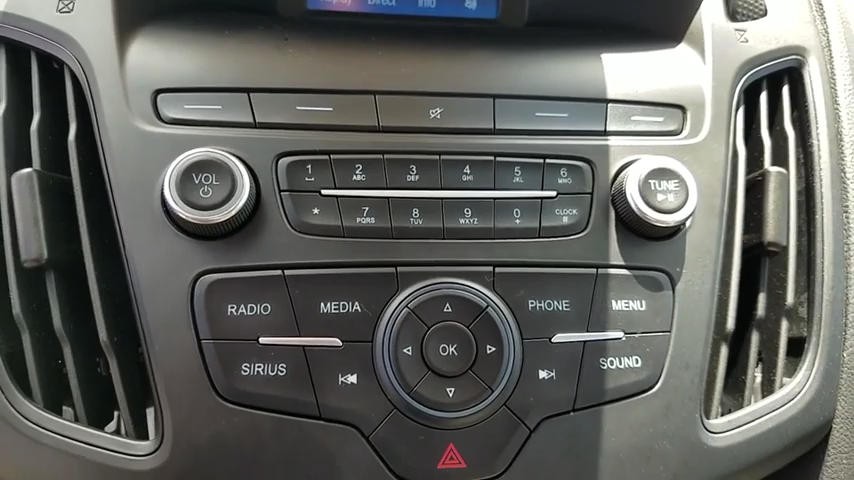 Replay Direct Info
VOL
1
2 ABC
3 DEF
4 GHI
5 JKL
6 MNO
TUNE
*
7 PQRS
8 TUV
9 WXYZ
0 +
CLOCK #
RADIO
MEDIA
PHONE
MENU
SIRIUS
OK
SOUND